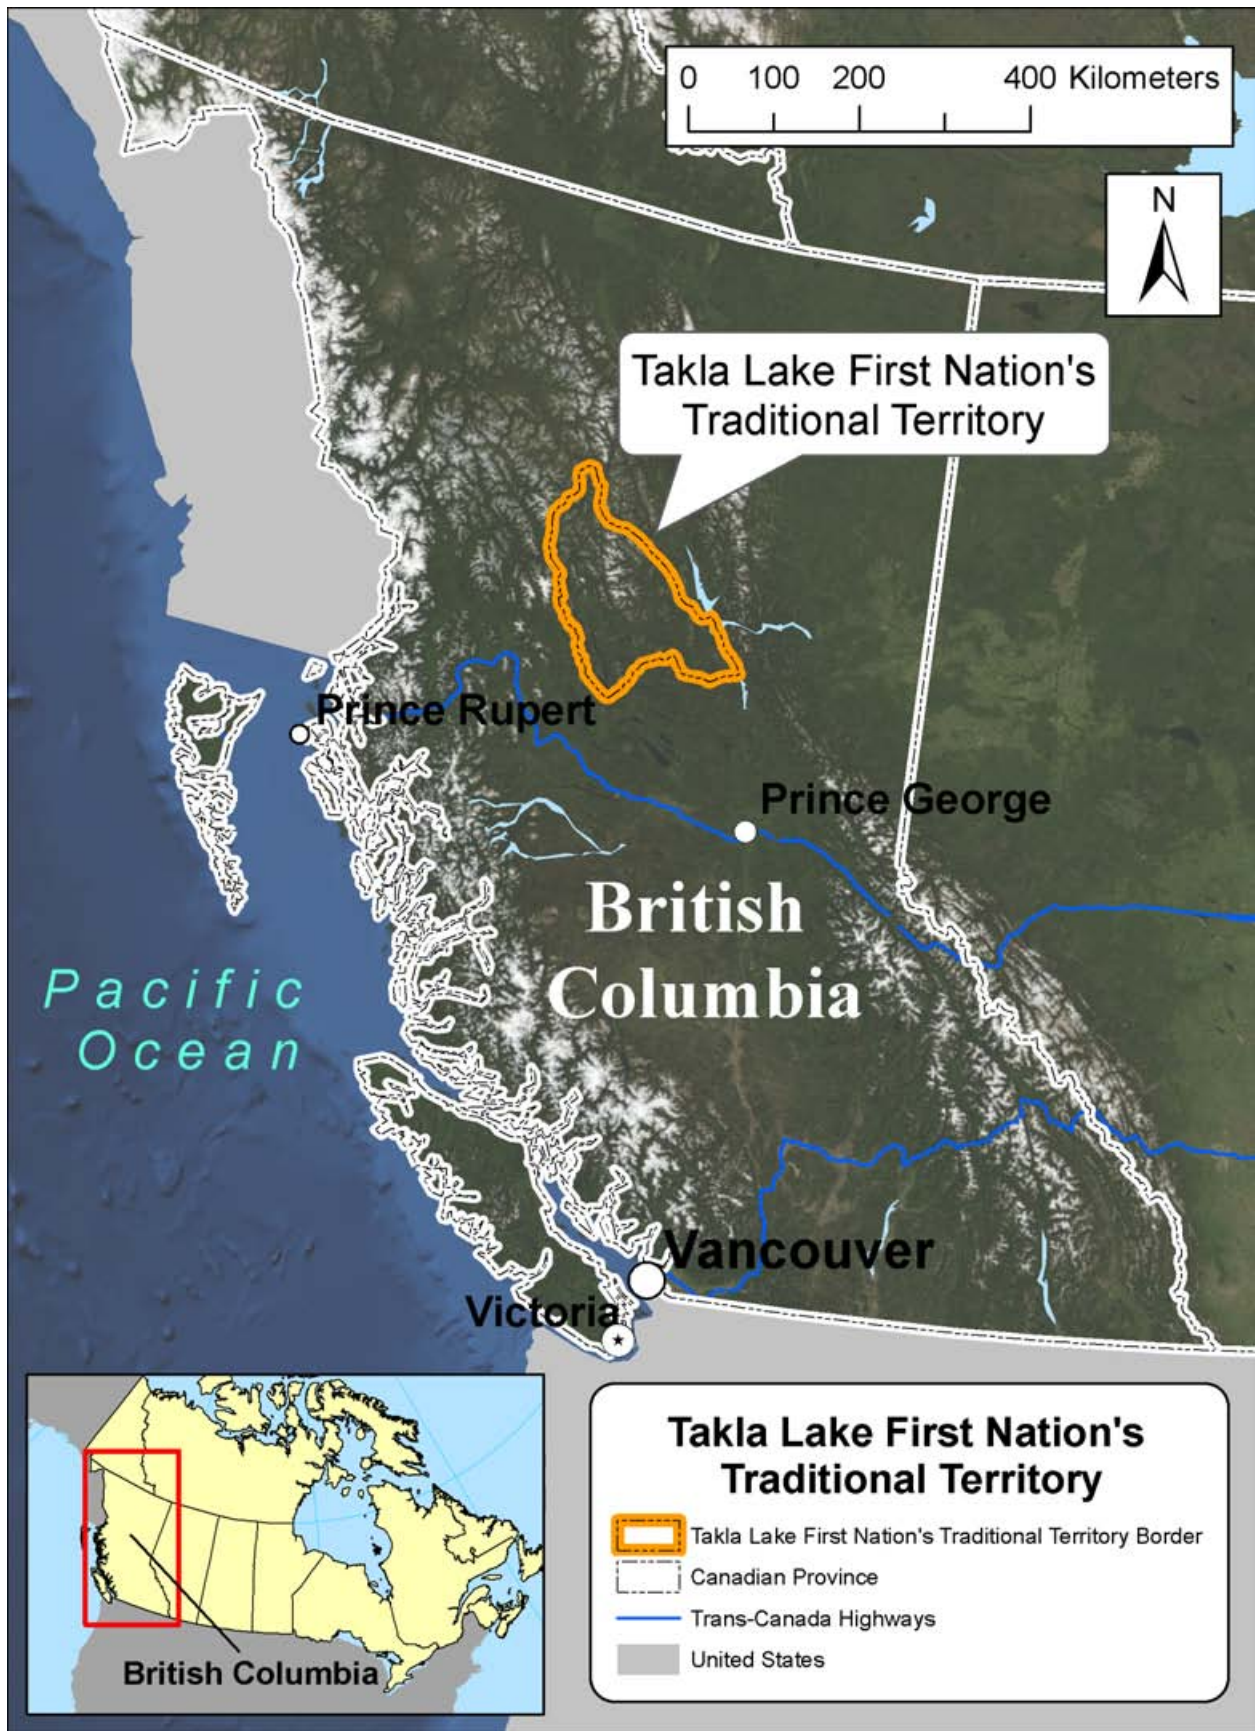 0 100 200 400 Kilometers
N
Takla Lake First Nation's
Traditional Territory
Prince Rupert
Prince George
British
Columbia
Pacific
Ocean
Vancouver
Victoria
British Columbia
Takla Lake First Nation's
Traditional Territory
Takla Lake First Nation's Traditional Territory Border
Canadian Province
Trans-Canada Highways
United States